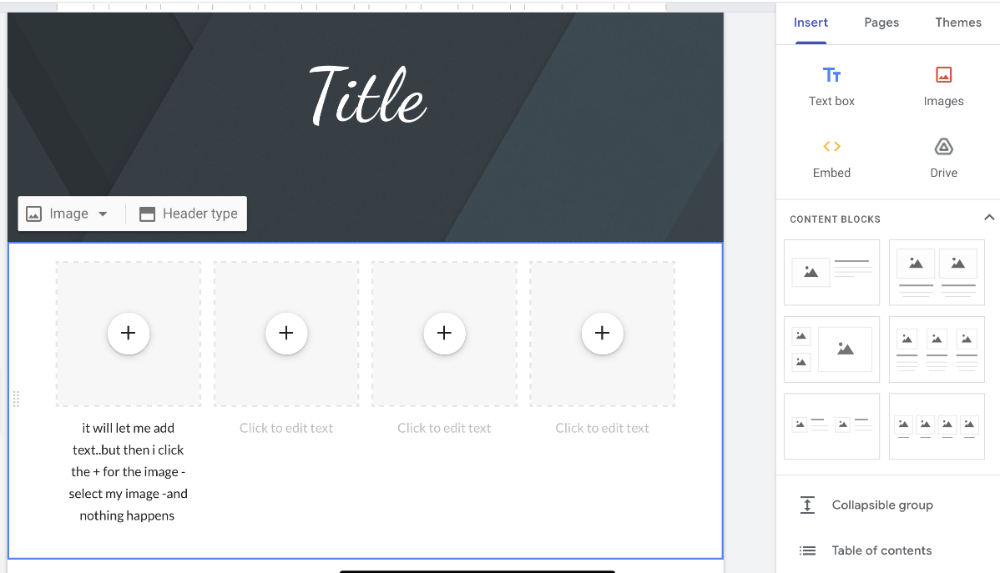 Insert
Pages
Themes
Title
Text box
Images
Embed
Drive
Image
Header type
CONTENT BLOCKS
it will let me add
text..but then i click
the + for the image -
select my image -and
nothing happens
Click to edit text
Click to edit text
Click to edit text
Collapsible group
Table of contents